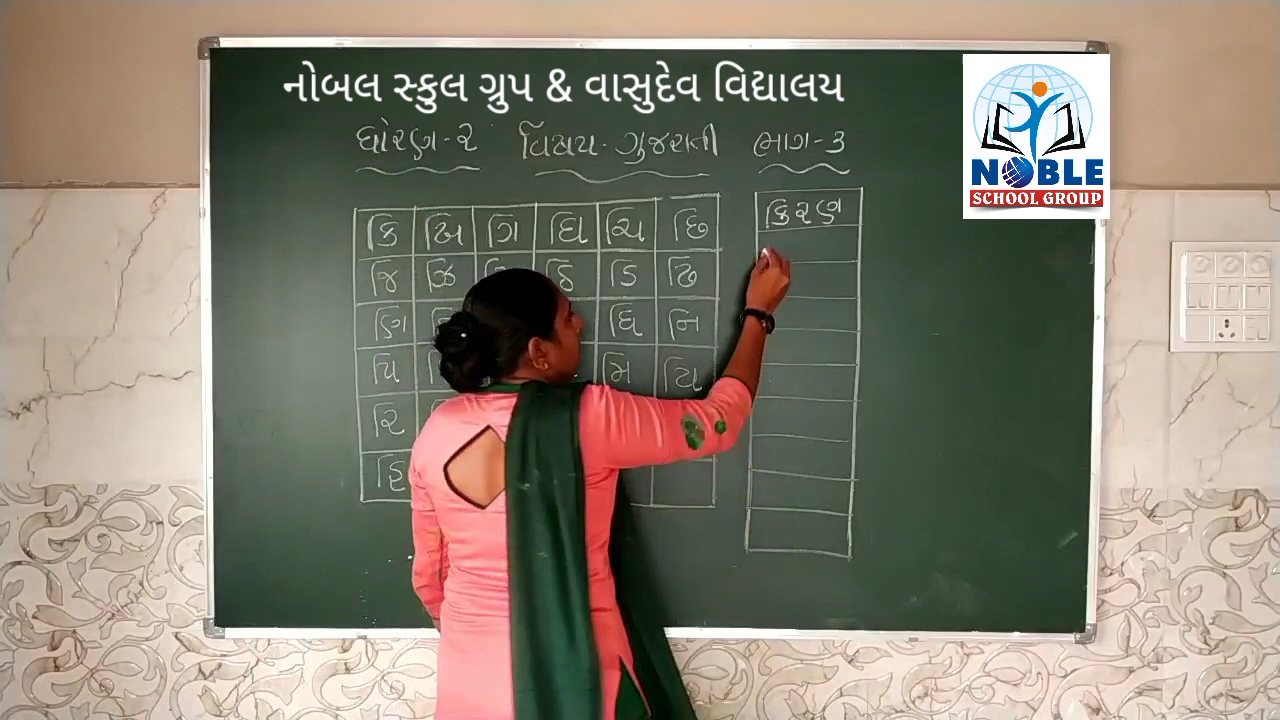 નોબલ સ્કુલ ગ્રુપ & વાસુદેવ વિદ્યાલય
ધોરણ-૨ વિષય- ગુજરાતી ભાગ-૩
NOBLE
SCHOOL GROUP
કિ ખિ ગિ ઘિ ચિ છિ
જિ ઝિ ઠિ ડિ ઢિ
ણિ ધિ નિ
પિ મિ યિ
રિ
હિ
કિરણ